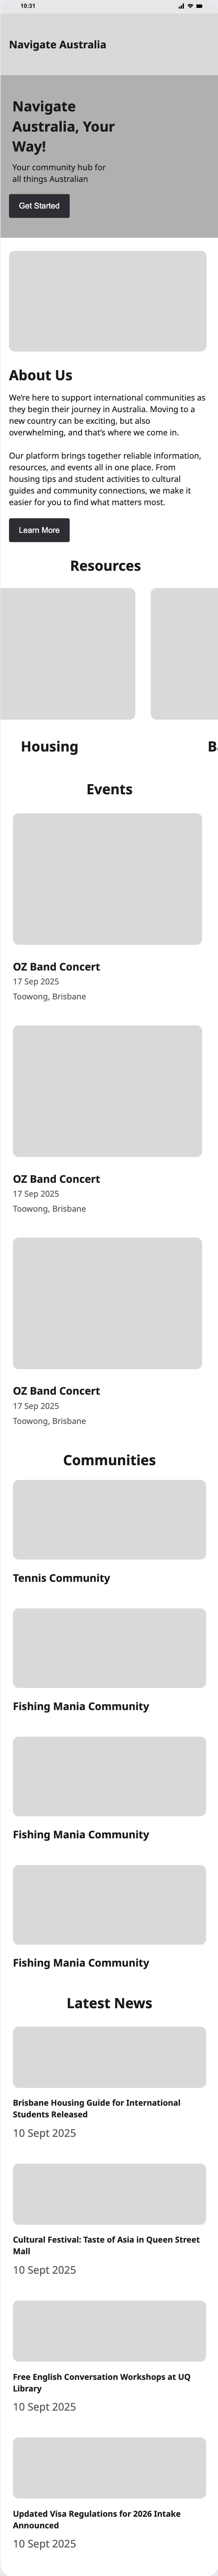 10:31
Navigate Australia
Navigate
Australia, Your
Way!
Your community hub for
all things Australian
Get Started
About Us
We're here to support international communities as
they begin their journey in Australia. Moving to a
new country can be exciting, but also
overwhelming, and that's where we come in.
Our platform brings together reliable information,
resources, and events all in one place. From
housing tips and student activities to cultural
guides and community connections, we make it
easier for you to find what matters most.
Learn More
Resources
Housing
Events
OZ Band Concert
17 Sep 2025
Toowong, Brisbane
OZ Band Concert
17 Sep 2025
Toowong, Brisbane
OZ Band Concert
17 Sep 2025
Toowong, Brisbane
Communities
Tennis Community
Fishing Mania Community
Fishing Mania Community
Fishing Mania Community
Latest News
Brisbane Housing Guide for International
Students Released
10 Sept 2025
Cultural Festival: Taste of Asia in Queen Street
Mall
10 Sept 2025
Free English Conversation Workshops at UQ
Library
10 Sept 2025
Updated Visa Regulations for 2026 Intake
Announced
10 Sept 2025